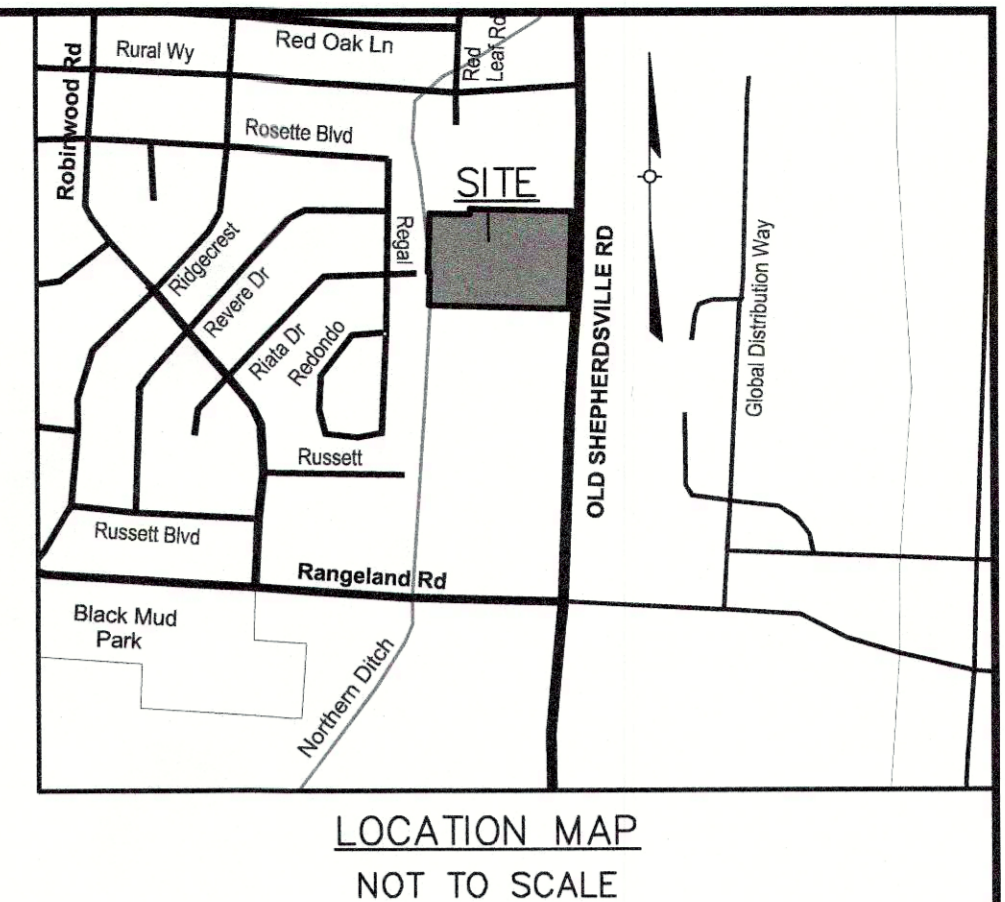 Robinwood Rd
Rural Wy
Red Oak Ln
Red
Leaf Rd
Rosette Blvd
SITE
Regal
Ridgecrest
Revere Dr
Riata Dr
Redondo
OLD SHEPHERDSVILLE RD
Global Distribution Way
Russett
Russett Blvd
Rangeland Rd
Black Mud
Park
Northern Ditch
LOCATION MAP
NOT TO SCALE